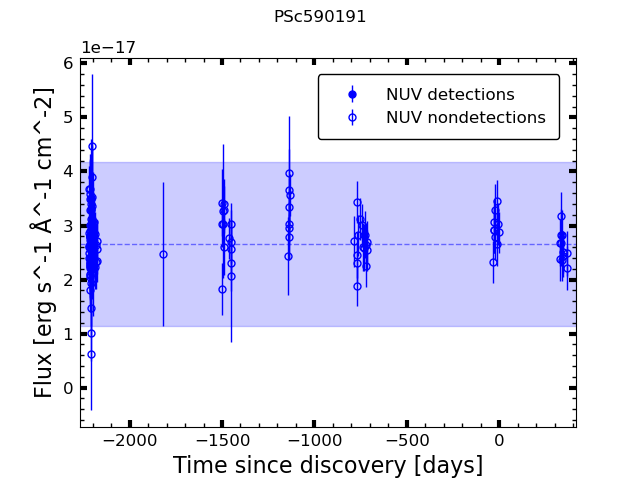 PSc590191
1e−17
NUV detections
NUV nondetections
6
5
4
3
2
1
0
Flux [erg s^-1 Å^-1 cm^-2]
−2000 −1500 −1000 −500 0
Time since discovery [days]